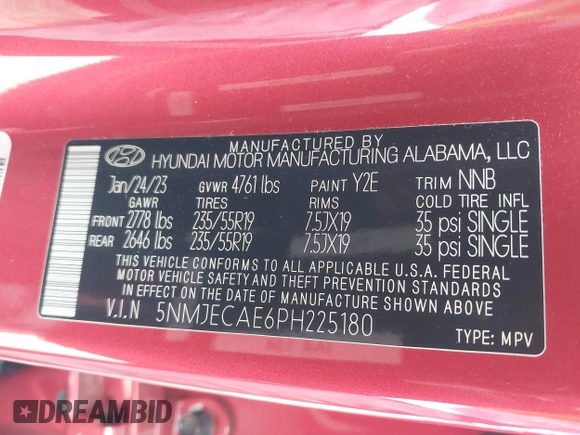 MANUFACTURED BY
HYUNDAI MOTOR MANUFACTURING ALABAMA, LLC
Jan/24/23 GVWR 4761 lbs PAINT Y2E TRIM NNB
GAWR TIRES RIMS COLD TIRE INFL
FRONT 2778 lbs 235/55R19 7.5JX19 35 psi SINGLE
REAR 2646 lbs 235/55R19 7.5JX19 35 psi SINGLE
THIS VEHICLE CONFORMS TO ALL APPLICABLE U.S.A. FEDERAL
MOTOR VEHICLE SAFETY AND THEFT PREVENTION STANDARDS
IN EFFECT ON THE DATE OF MANUFACTURE SHOWN ABOVE.
V.I.N 5NMJECAE6PH225180
TYPE: MPV
DREAMBID